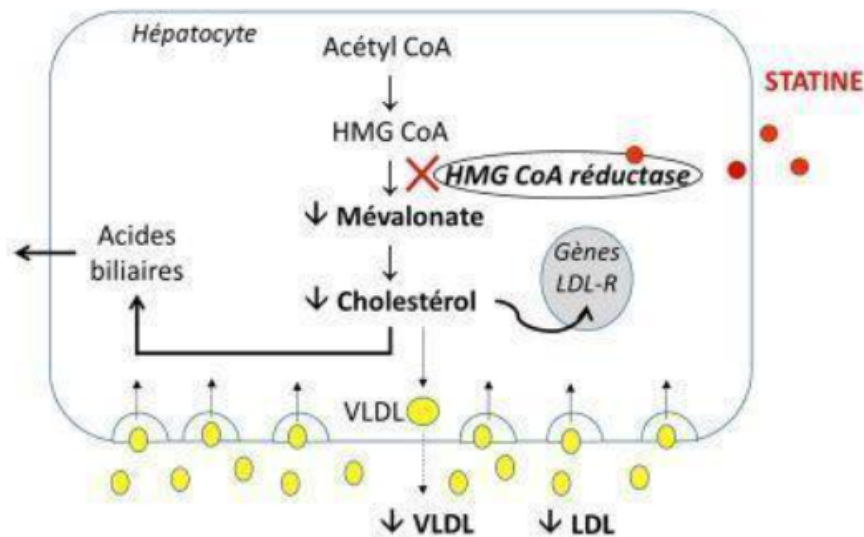 Hépatocyte
Acétyl CoA
STATINE
HMG CoA
HMG CoA réductase
↓ Mévalonate
Acides
biliaires
Gènes
LDL-R
↓ Cholestérol
VLDL
↓ VLDL
↓ LDL